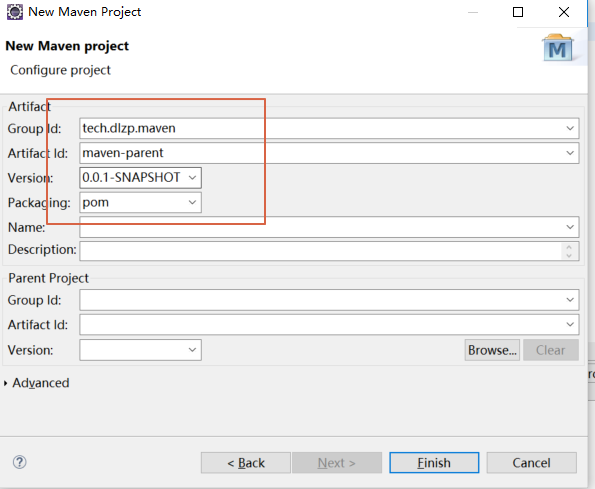 New Maven Project
New Maven project
Configure project
M
Artifact
Group Id: tech.dlzp.maven
Artifact Id: maven-parent
Version: 0.0.1-SNAPSHOT
Packaging: pom
Name:
Description:
Parent Project
Group Id:
Artifact Id:
Version: Browse... Clear
Advanced
? < Back Next > Finish Cancel